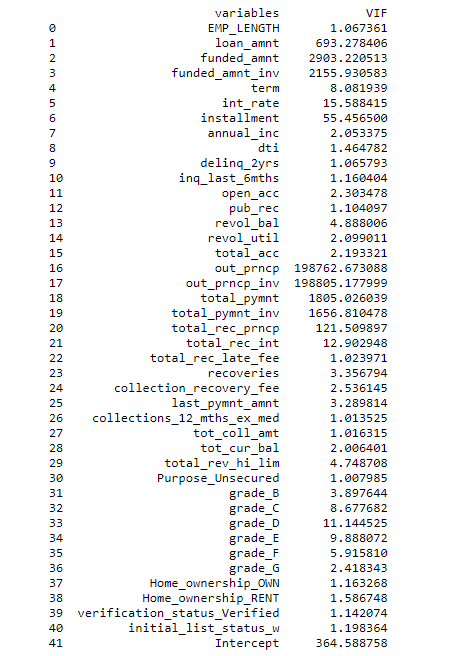 variables VIF
0 EMP_LENGTH 1.067361
1 loan_amnt 693.278406
2 funded_amnt 2903.220513
3 funded_amnt_inv 2155.930583
4 term 8.081939
5 int_rate 15.588415
6 installment 55.456500
7 annual_inc 2.053375
8 dti 1.464782
9 delinq_2yrs 1.065793
10 inq_last_6mths 1.160404
11 open_acc 2.303478
12 pub_rec 1.104097
13 revol_bal 4.888006
14 revol_util 2.099011
15 total_acc 2.193321
16 out_prncp 198762.673088
17 out_prncp_inv 198805.177999
18 total_pymnt 1805.026039
19 total_pymnt_inv 1656.810478
20 total_rec_prncp 121.509897
21 total_rec_int 12.902948
22 total_rec_late_fee 1.023971
23 recoveries 3.356794
24 collection_recovery_fee 2.536145
25 last_pymnt_amnt 3.289814
26 collections_12_mths_ex_med 1.013525
27 tot_coll_amt 1.016315
28 tot_cur_bal 2.006401
29 total_rev_hi_lim 4.748708
30 Purpose_Unsecured 1.007985
31 grade_B 3.897644
32 grade_C 8.677682
33 grade_D 11.144525
34 grade_E 9.888072
35 grade_F 5.915810
36 grade_G 2.418343
37 Home_ownership_OWN 1.163268
38 Home_ownership_RENT 1.586748
39 verification_status_Verified 1.142074
40 initial_list_status_w 1.198364
41 Intercept 364.588758